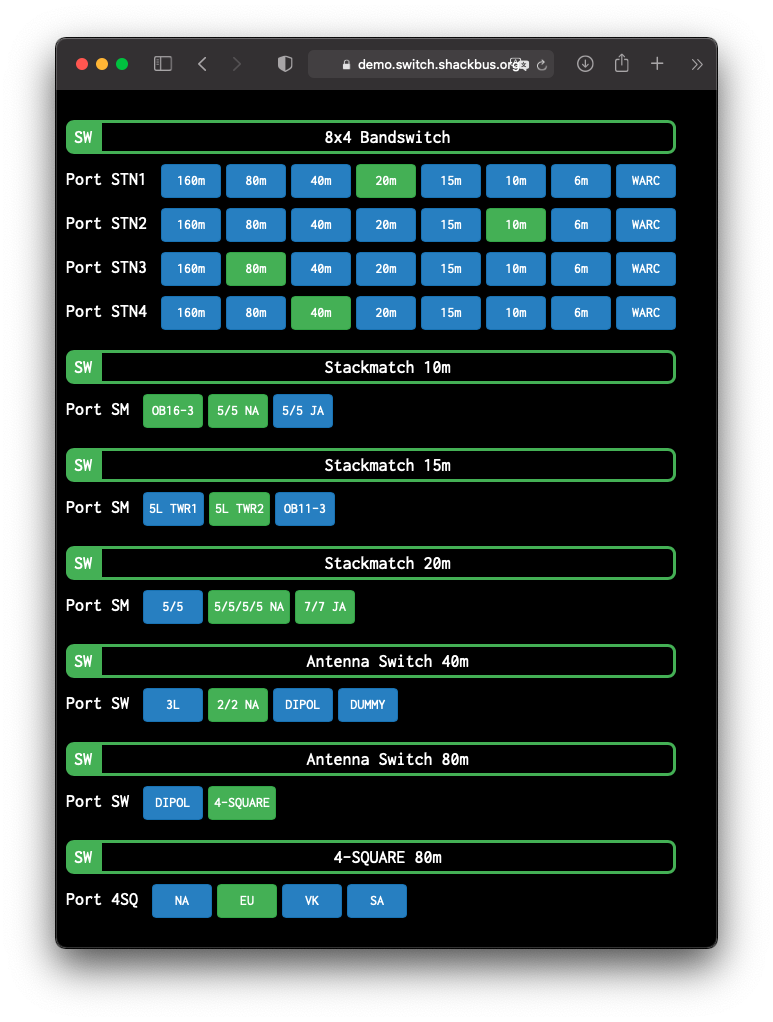 demo.switch.shackbus.org
SW 8x4 Bandswitch
Port STN1 160m 80m 40m 20m 15m 10m 6m WARC
Port STN2 160m 80m 40m 20m 15m 10m 6m WARC
Port STN3 160m 80m 40m 20m 15m 10m 6m WARC
Port STN4 160m 80m 40m 20m 15m 10m 6m WARC
SW Stackmatch 10m
Port SM OB16-3 5/5 NA 5/5 JA
SW Stackmatch 15m
Port SM 5L TWR1 5L TWR2 OB11-3
SW Stackmatch 20m
Port SM 5/5 5/5/5/5 NA 7/7 JA
SW Antenna Switch 40m
Port SW 3L 2/2 NA DIPOL DUMMY
SW Antenna Switch 80m
Port SW DIPOL 4-SQUARE
SW 4-SQUARE 80m
Port 4SQ NA EU VK SA